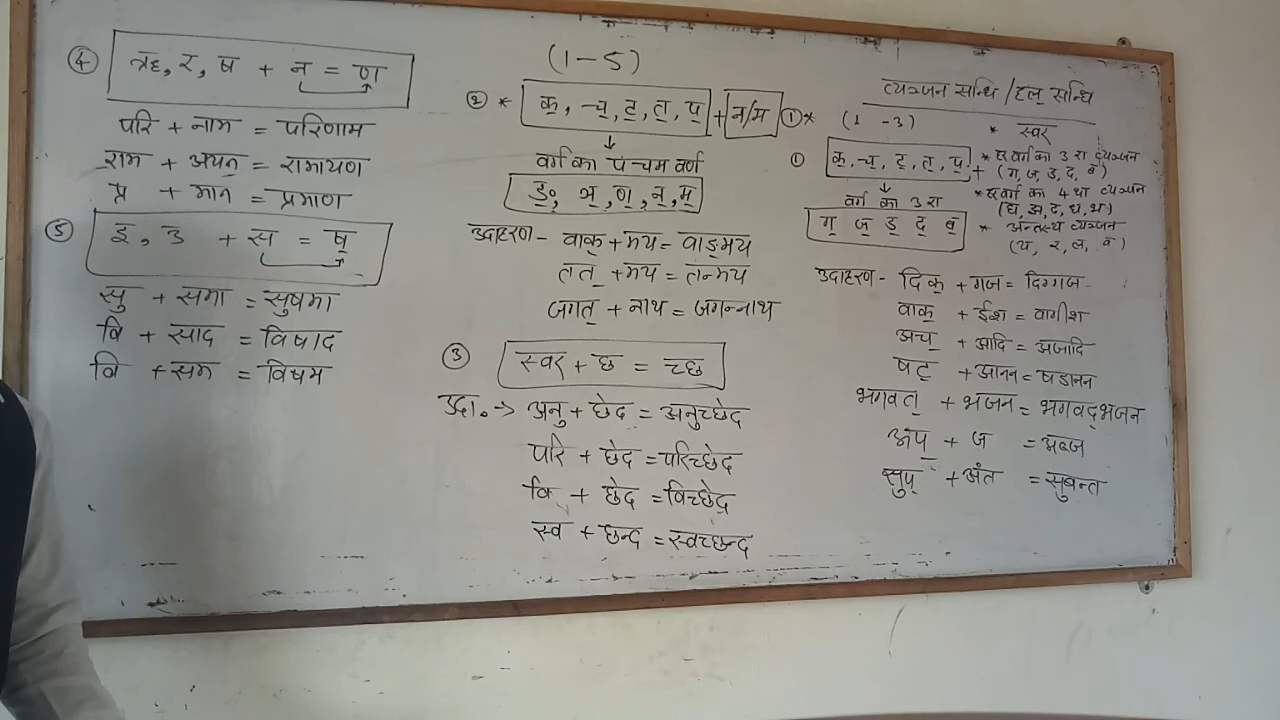 व्यञ्जन सन्धि / हल् सन्धि
(1 - 3)
* स्वर
① क्, च्, ट्, त्, प् +
* हर वर्ग का 3 रा व्यञ्जन
(ग, ज, ड, द, ब)
* हर वर्ग का 4 था व्यञ्जन
(घ, झ, ढ, ध, भ)
* अन्तस्थ व्यञ्जन
(य, र, ल, व)
↓
वर्ग का 3 रा
ग् ज् ड् द् ब्
उदाहरण - दिक् + गज = दिग्गज
वाक् + ईश = वागीश
अच् + आदि = अजादि
षट् + आनन = षडानन
भगवत् + भजन = भगवद्भजन
अप् + ज = अब्ज
सुप् + अंत = सुबन्त
(1-5)
② * क्, च्, ट्, त्, प् + न/म ① *
↓
वर्ग का पंचम वर्ण
ङ्, ञ्, ण्, न्, म्
उदाहरण - वाक् + मय = वाङ्मय
तत् + मय = तन्मय
जगत् + नाथ = जगन्नाथ
③ स्वर + छ = च्छ
उदा. -> अनु + छेद = अनुच्छेद
परि + छेद = परिच्छेद
वि + छेद = विच्छेद
स्व + छन्द = स्वच्छन्द
④ ऋ, र, ष + न = ण
परि + नाम = परिणाम
राम + अयन = रामायण
प्र + मान = प्रमाण
⑤ इ, उ + स = ष्
सु + समा = सुषमा
वि + साद = विषाद
वि + सम = विषम